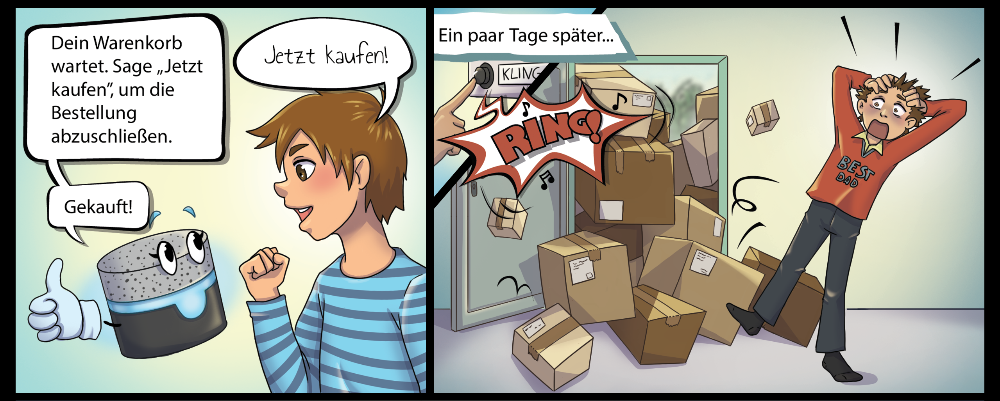 Dein Warenkorb
wartet. Sage „Jetzt
kaufen”, um die
Bestellung
abzuschließen.
Jetzt kaufen!
Gekauft!
Ein paar Tage später...
KLING
RING!
BEST
DAD